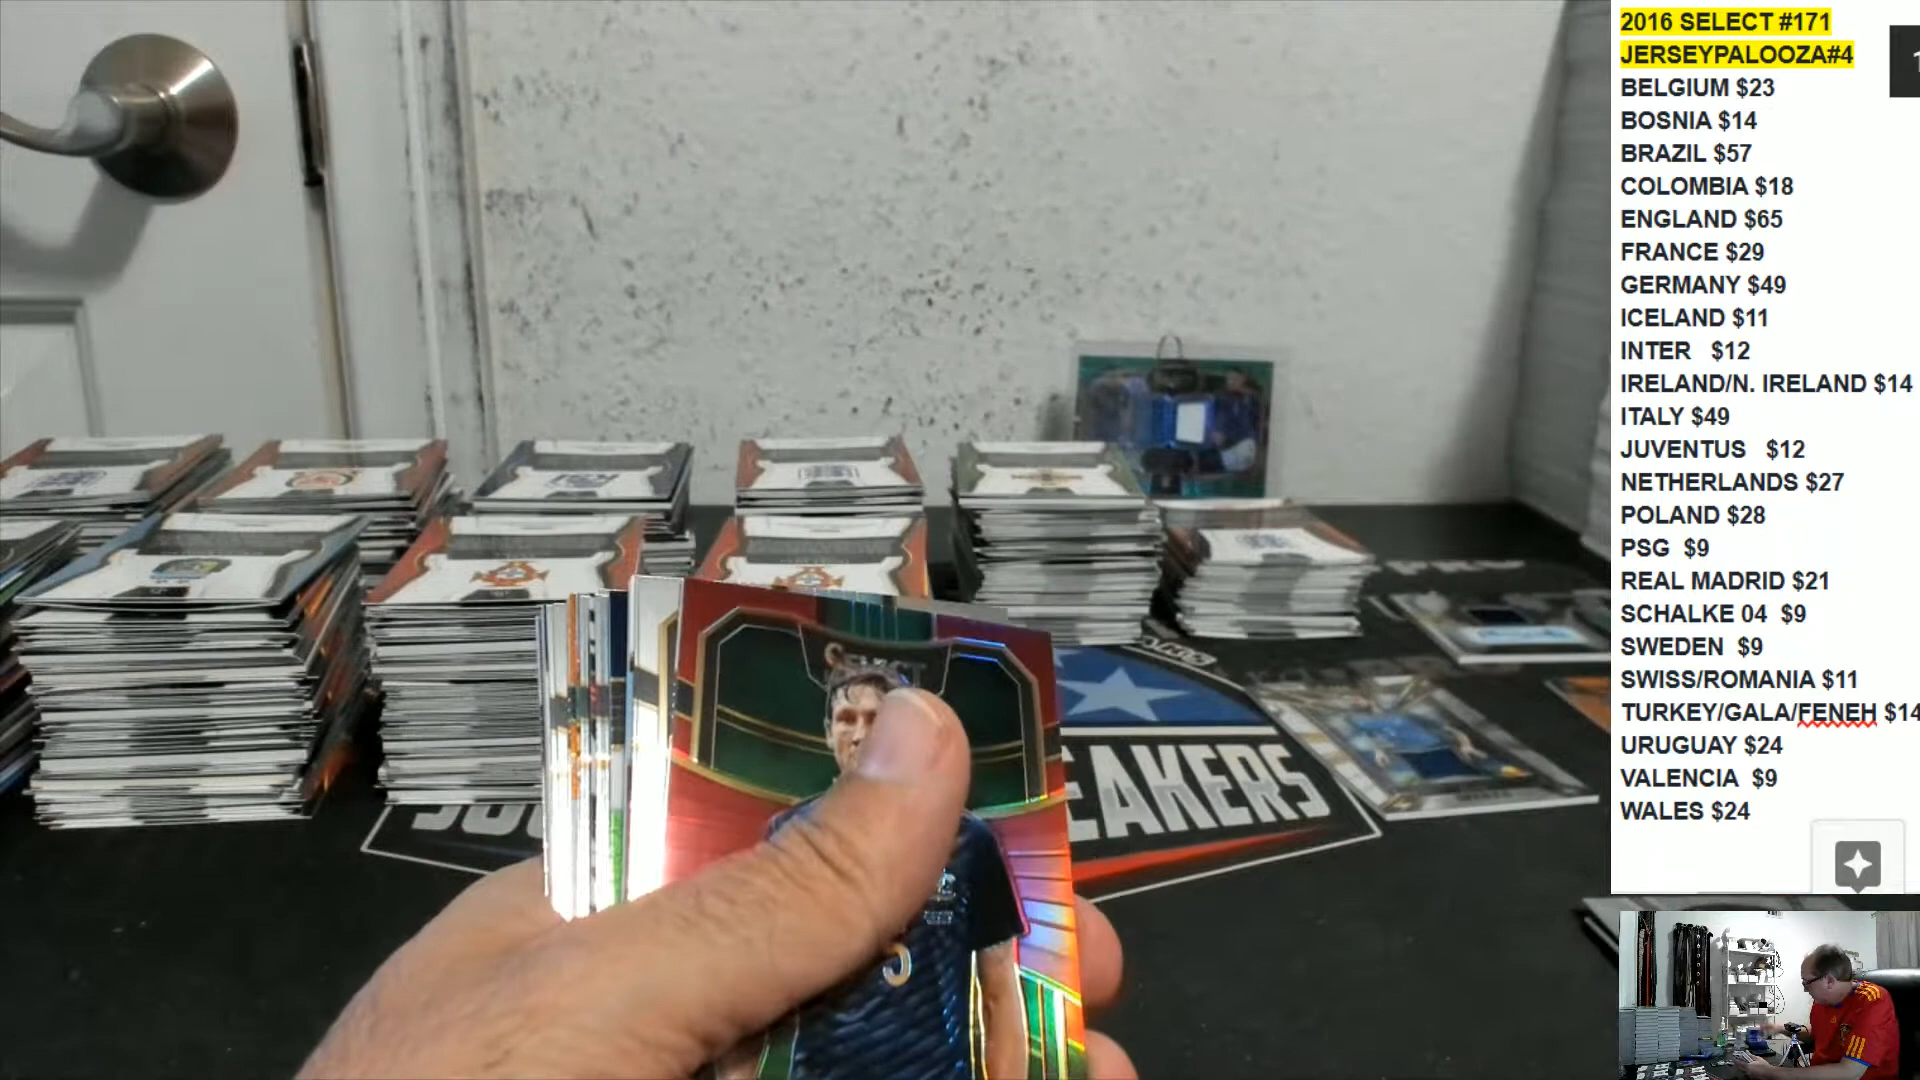 2016 SELECT #171
JERSEYPALOOZA#4
BELGIUM $23
BOSNIA $14
BRAZIL $57
COLOMBIA $18
ENGLAND $65
FRANCE $29
GERMANY $49
ICELAND $11
INTER $12
IRELAND/N. IRELAND $14
ITALY $49
JUVENTUS $12
NETHERLANDS $27
POLAND $28
PSG $9
REAL MADRID $21
SCHALKE 04 $9
SWEDEN $9
SWISS/ROMANIA $11
TURKEY/GALA/FENEH $14
URUGUAY $24
VALENCIA $9
WALES $24
EAKERS